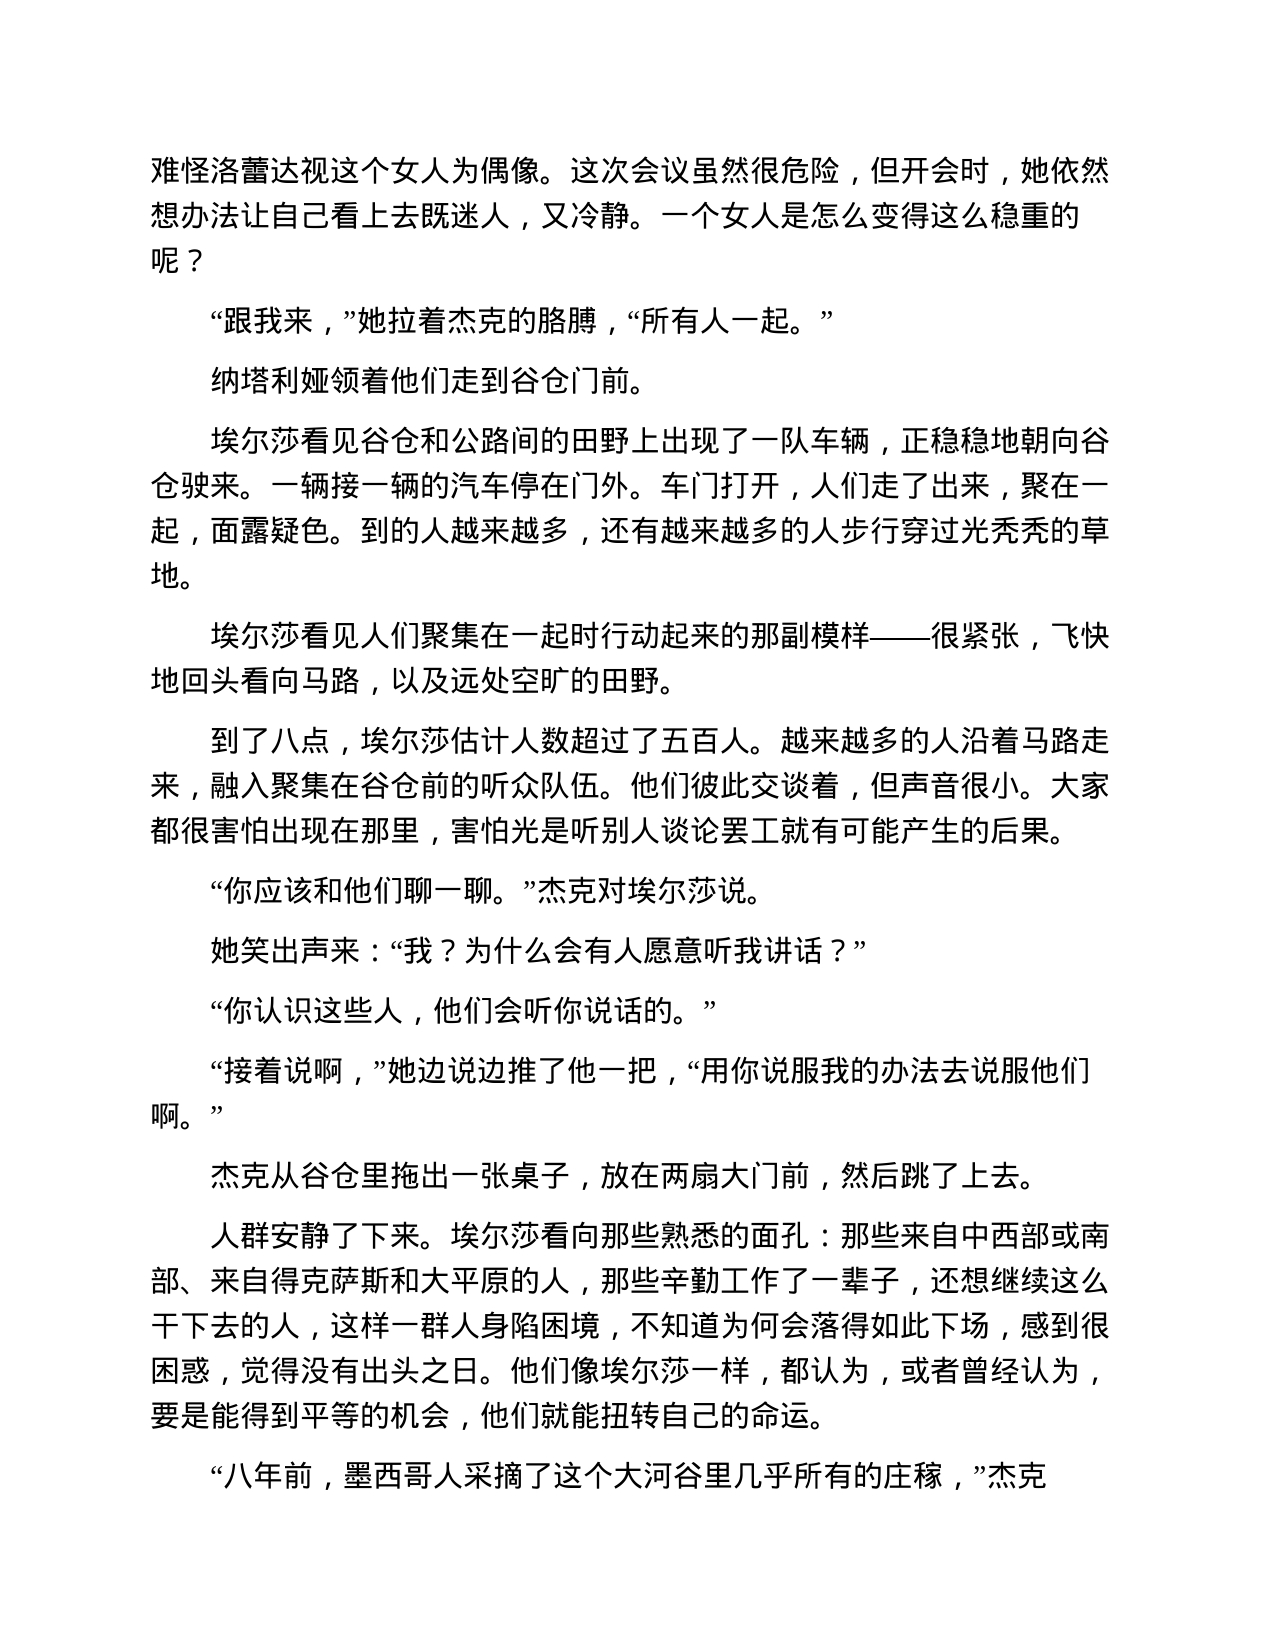 难怪洛蕾达视这个女人为偶像。这次会议虽然很危险，但开会时，她依然
想办法让自己看上去既迷人，又冷静。一个女人是怎么变得这么稳重的
呢？
“跟我来，”她拉着杰克的胳膊，“所有人一起。”
纳塔利娅领着他们走到谷仓门前。
埃尔莎看见谷仓和公路间的田野上出现了一队车辆，正稳稳地朝向谷
仓驶来。一辆接一辆的汽车停在门外。车门打开，人们走了出来，聚在一
起，面露疑色。到的人越来越多，还有越来越多的人步行穿过光秃秃的草
地。
埃尔莎看见人们聚集在一起时行动起来的那副模样——很紧张，飞快
地回头看向马路，以及远处空旷的田野。
到了八点，埃尔莎估计人数超过了五百人。越来越多的人沿着马路走
来，融入聚集在谷仓前的听众队伍。他们彼此交谈着，但声音很小。大家
都很害怕出现在那里，害怕光是听别人谈论罢工就有可能产生的后果。
“你应该和他们聊一聊。”杰克对埃尔莎说。
她笑出声来：“我？为什么会有人愿意听我讲话？”
“你认识这些人，他们会听你说话的。”
“接着说啊，”她边说边推了他一把，“用你说服我的办法去说服他们
啊。”
杰克从谷仓里拖出一张桌子，放在两扇大门前，然后跳了上去。
人群安静了下来。埃尔莎看向那些熟悉的面孔：那些来自中西部或南
部、来自得克萨斯和大平原的人，那些辛勤工作了一辈子，还想继续这么
干下去的人，这样一群人身陷困境，不知道为何会落得如此下场，感到很
困惑，觉得没有出头之日。他们像埃尔莎一样，都认为，或者曾经认为，
要是能得到平等的机会，他们就能扭转自己的命运。
“八年前，墨西哥人采摘了这个大河谷里几乎所有的庄稼，”杰克